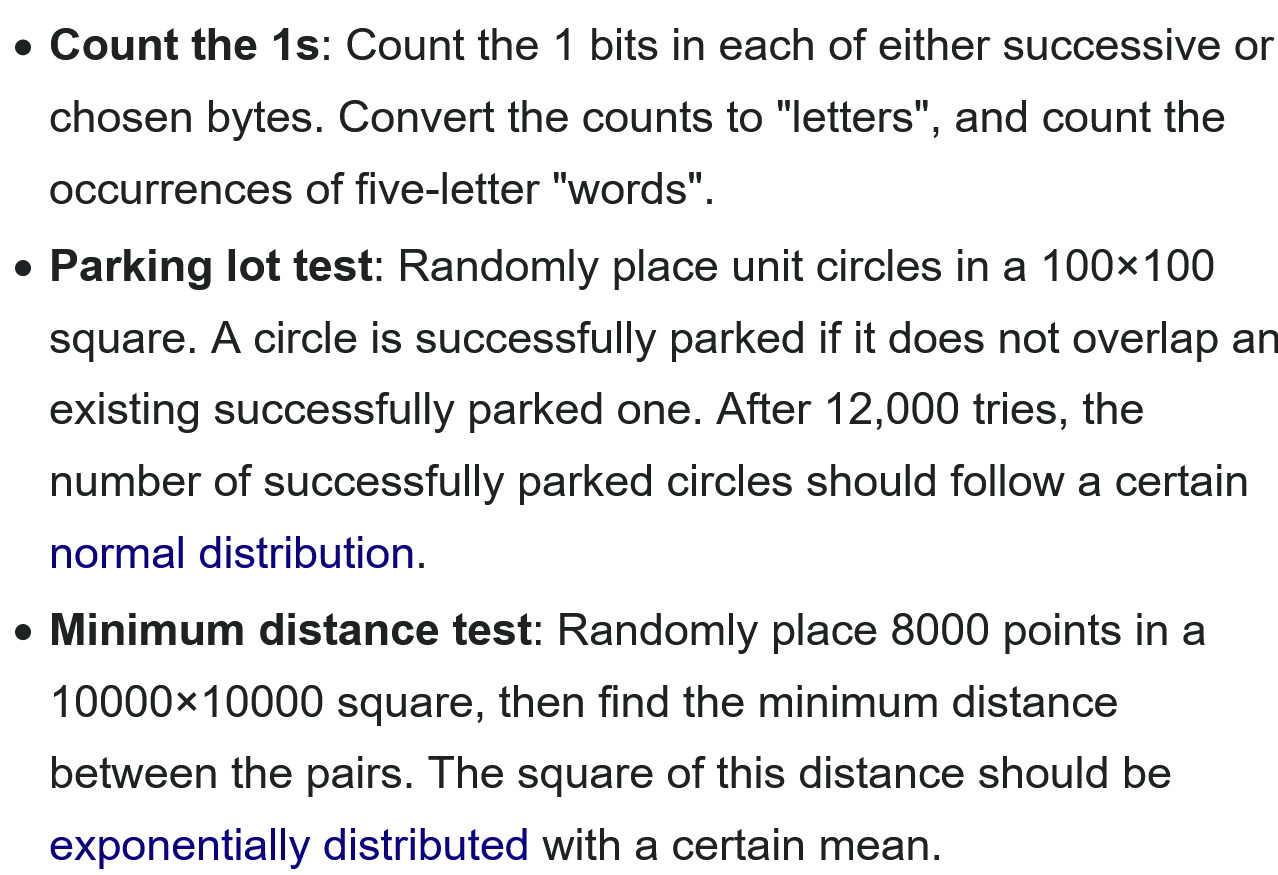 • Count the 1s: Count the 1 bits in each of either successive or
chosen bytes. Convert the counts to "letters", and count the
occurrences of five-letter "words".
• Parking lot test: Randomly place unit circles in a 100×100
square. A circle is successfully parked if it does not overlap an
existing successfully parked one. After 12,000 tries, the
number of successfully parked circles should follow a certain
normal distribution.
• Minimum distance test: Randomly place 8000 points in a
10000×10000 square, then find the minimum distance
between the pairs. The square of this distance should be
exponentially distributed with a certain mean.